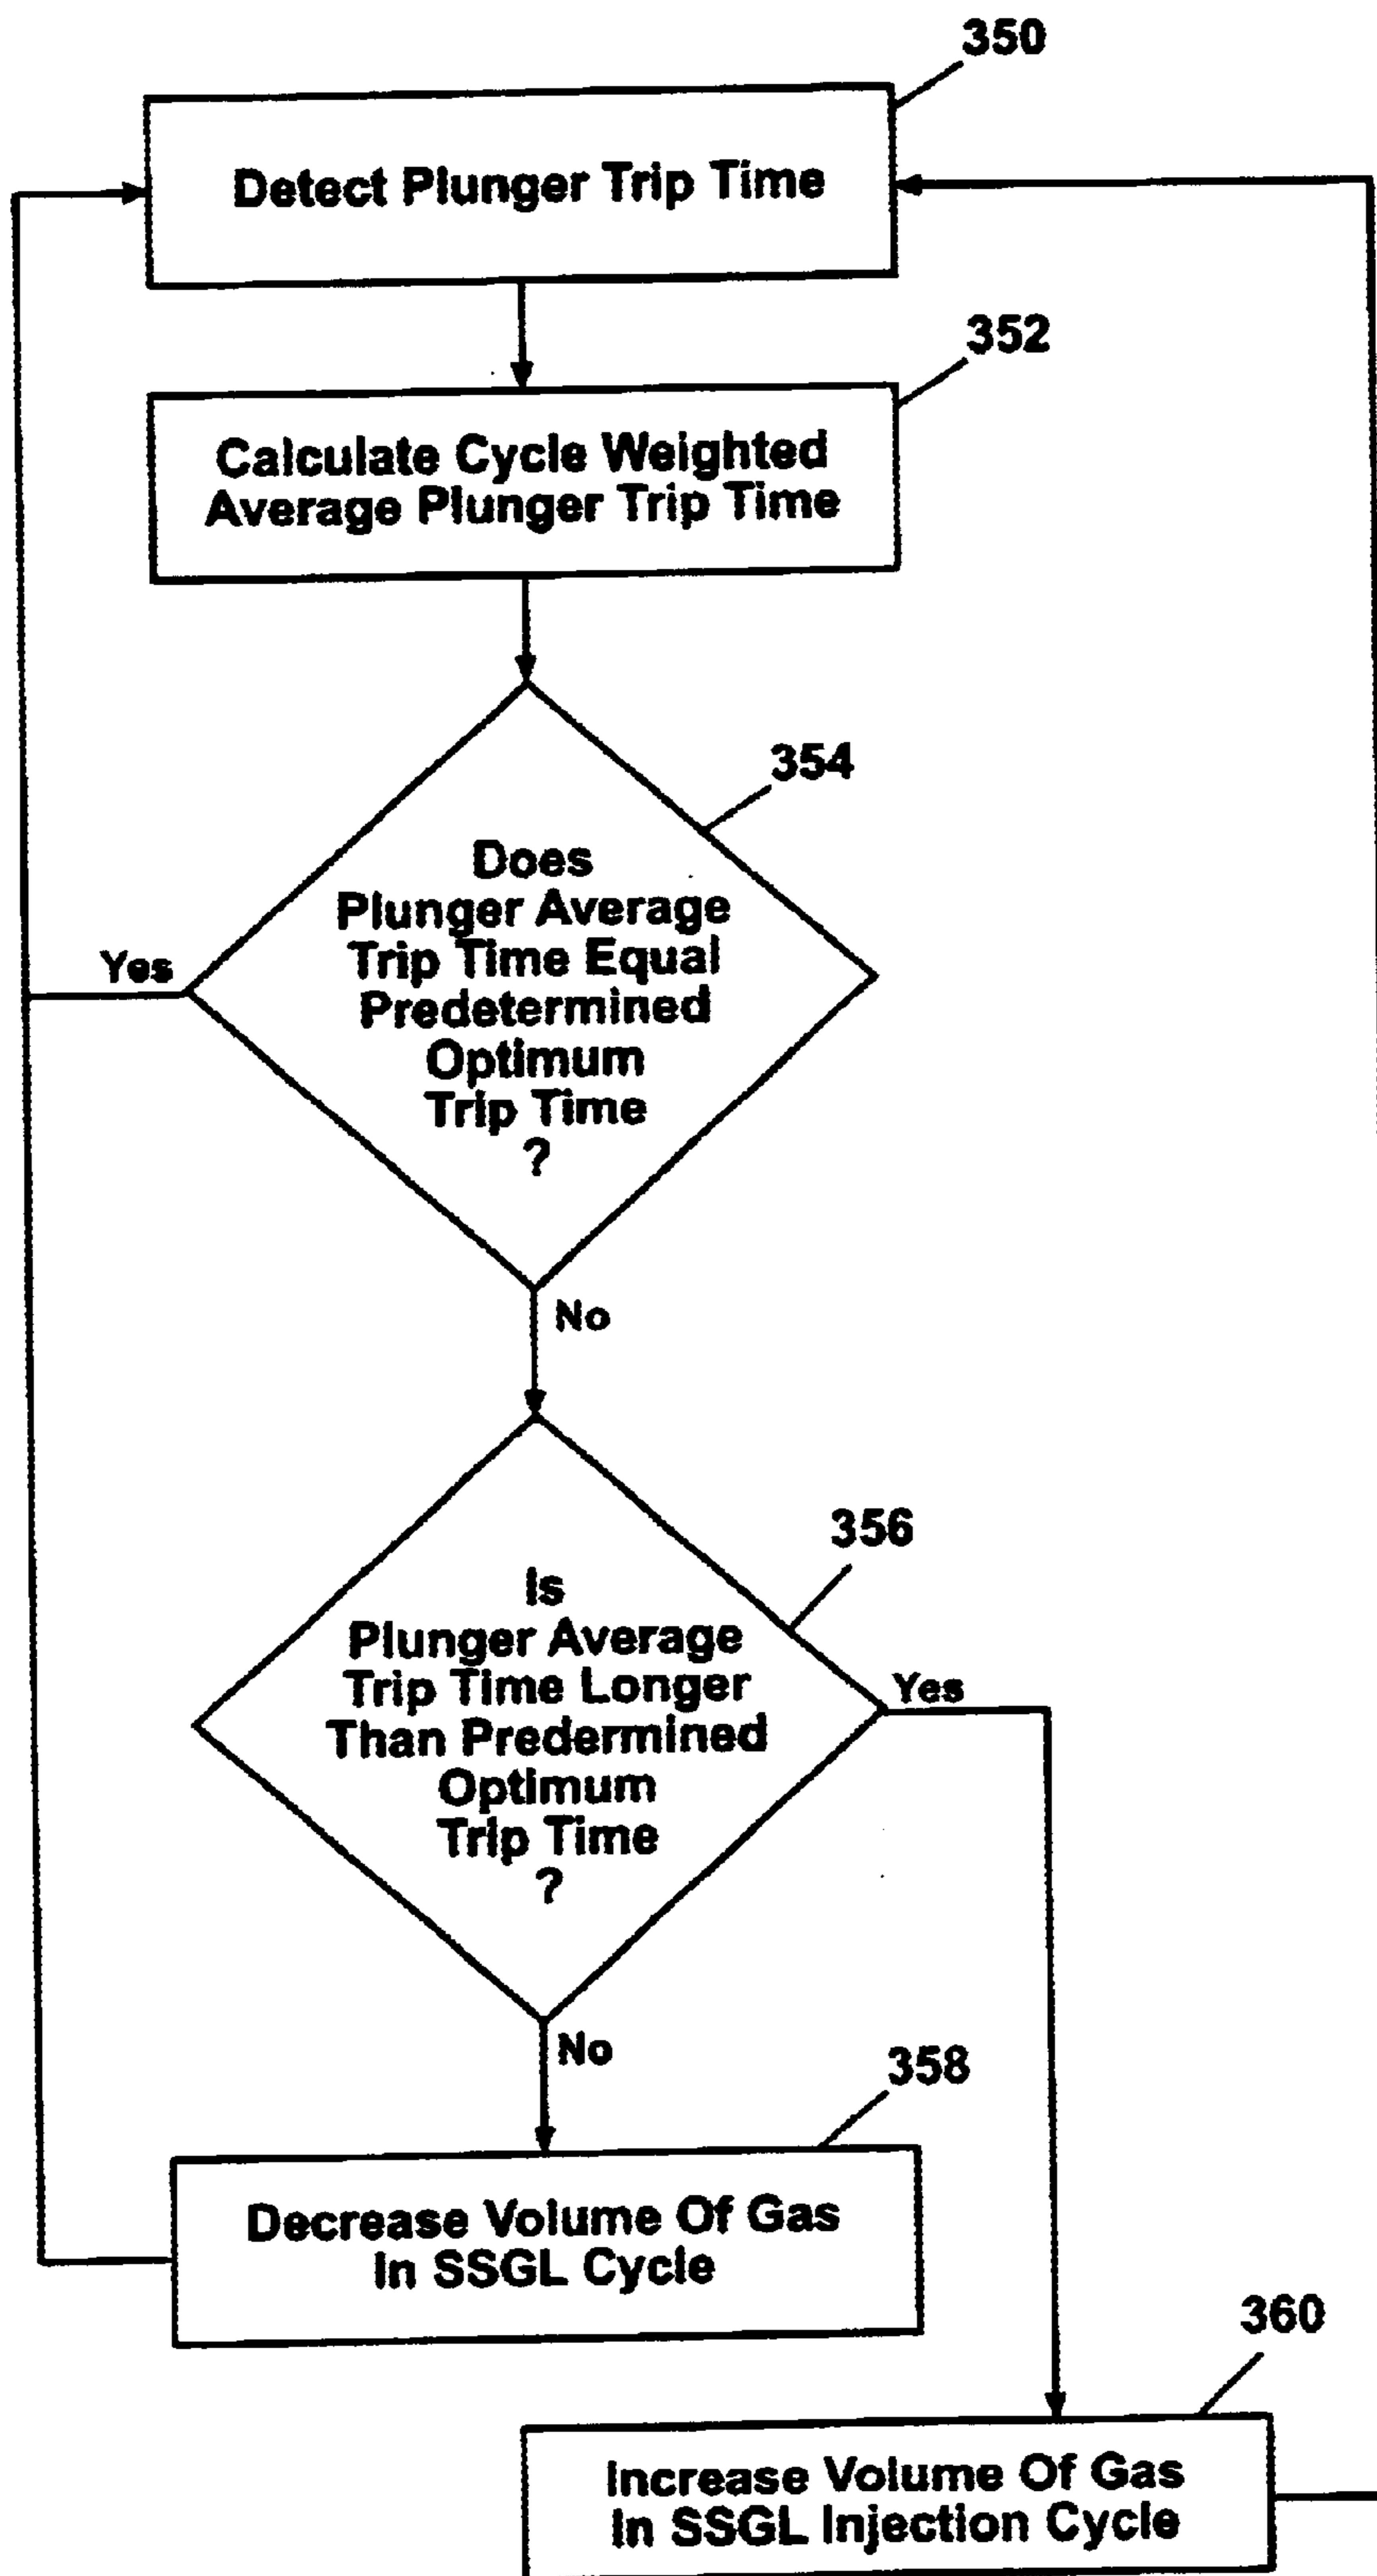 350
Detect Plunger Trip Time
352
Calculate Cycle Weighted
Average Plunger Trip Time
354
Does
Plunger Average
Trip Time Equal
Predetermined
Optimum
Trip Time
?
Yes
No
356
Is
Plunger Average
Trip Time Longer
Than Predermined
Optimum
Trip Time
?
Yes
No
358
Decrease Volume Of Gas
In SSGL Cycle
360
Increase Volume Of Gas
In SSGL Injection Cycle